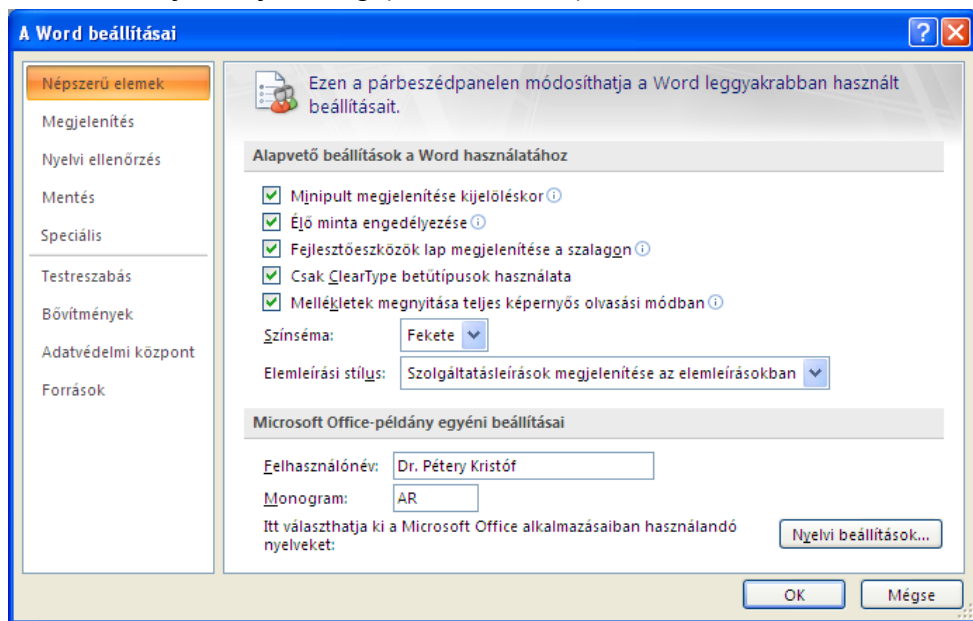 A Word beállításai
Népszerű elemek
Megjelenítés
Nyelvi ellenőrzés
Mentés
Speciális
Testreszabás
Bővítmények
Adatvédelmi központ
Források
Ezen a párbeszédpanelen módosíthatja a Word leggyakrabban használt
beállításait.
Alapvető beállítások a Word használatához
Minipult megjelenítése kijelöléskor
Élő minta engedélyezése
Fejlesztőeszközök lap megjelenítése a szalagon
Csak ClearType betűtípusok használata
Mellékletek megnyitása teljes képernyős olvasási módban
Színséma: Fekete
Elemleírási stílus: Szolgáltatásleírások megjelenítése az elemleírásokban
Microsoft Office-példány egyéni beállításai
Felhasználónév: Dr. Pétery Kristóf
Monogram: AR
Itt választhatja ki a Microsoft Office alkalmazásaiban használandó
nyelveket:
Nyelvi beállítások...
OK Mégse